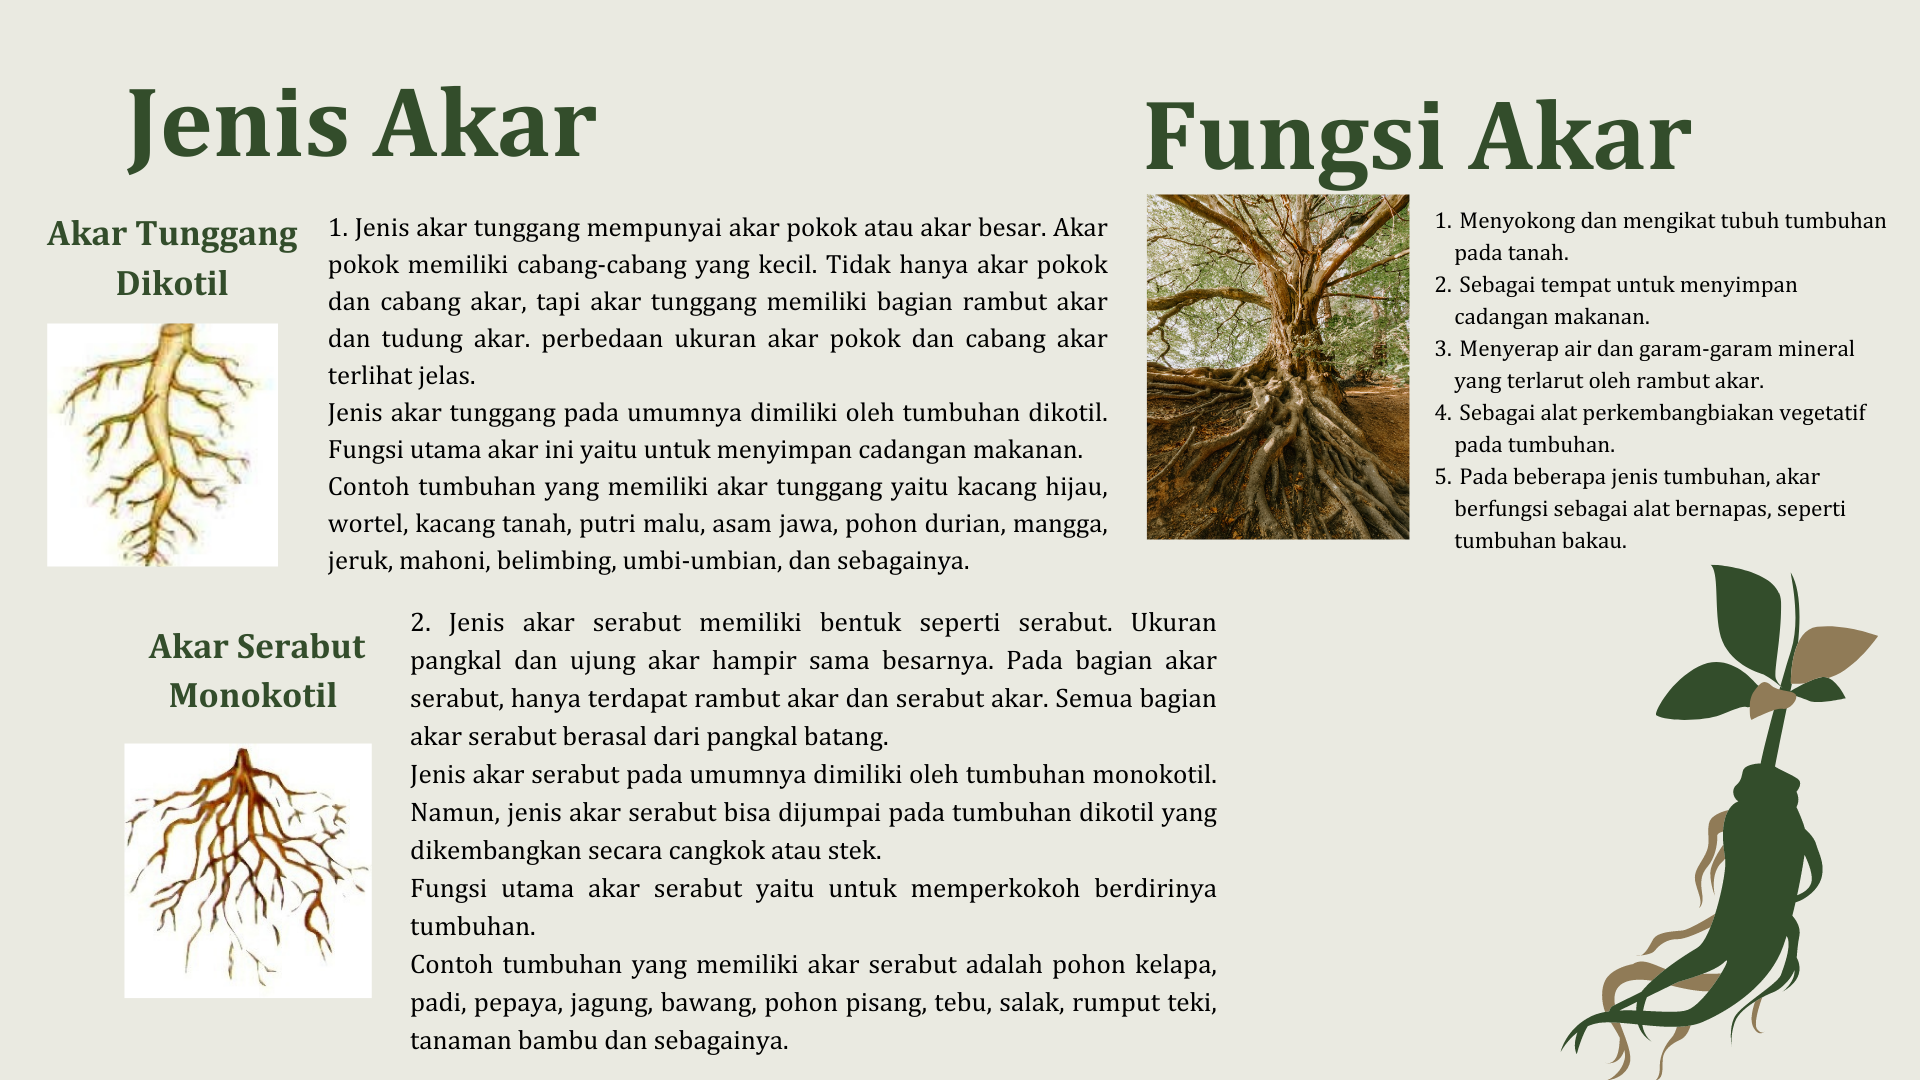 Jenis Akar
Akar Tunggang
Dikotil
1. Jenis akar tunggang mempunyai akar pokok atau akar besar. Akar
pokok memiliki cabang-cabang yang kecil. Tidak hanya akar pokok
dan cabang akar, tapi akar tunggang memiliki bagian rambut akar
dan tudung akar. perbedaan ukuran akar pokok dan cabang akar
terlihat jelas.
Jenis akar tunggang pada umumnya dimiliki oleh tumbuhan dikotil.
Fungsi utama akar ini yaitu untuk menyimpan cadangan makanan.
Contoh tumbuhan yang memiliki akar tunggang yaitu kacang hijau,
wortel, kacang tanah, putri malu, asam jawa, pohon durian, mangga,
jeruk, mahoni, belimbing, umbi-umbian, dan sebagainya.
Akar Serabut
Monokotil
2. Jenis akar serabut memiliki bentuk seperti serabut. Ukuran
pangkal dan ujung akar hampir sama besarnya. Pada bagian akar
serabut, hanya terdapat rambut akar dan serabut akar. Semua bagian
akar serabut berasal dari pangkal batang.
Jenis akar serabut pada umumnya dimiliki oleh tumbuhan monokotil.
Namun, jenis akar serabut bisa dijumpai pada tumbuhan dikotil yang
dikembangkan secara cangkok atau stek.
Fungsi utama akar serabut yaitu untuk memperkokoh berdirinya
tumbuhan.
Contoh tumbuhan yang memiliki akar serabut adalah pohon kelapa,
padi, pepaya, jagung, bawang, pohon pisang, tebu, salak, rumput teki,
tanaman bambu dan sebagainya.
Fungsi Akar
1. Menyokong dan mengikat tubuh tumbuhan
pada tanah.
2. Sebagai tempat untuk menyimpan
cadangan makanan.
3. Menyerap air dan garam-garam mineral
yang terlarut oleh rambut akar.
4. Sebagai alat perkembangbiakan vegetatif
pada tumbuhan.
5. Pada beberapa jenis tumbuhan, akar
berfungsi sebagai alat bernapas, seperti
tumbuhan bakau.